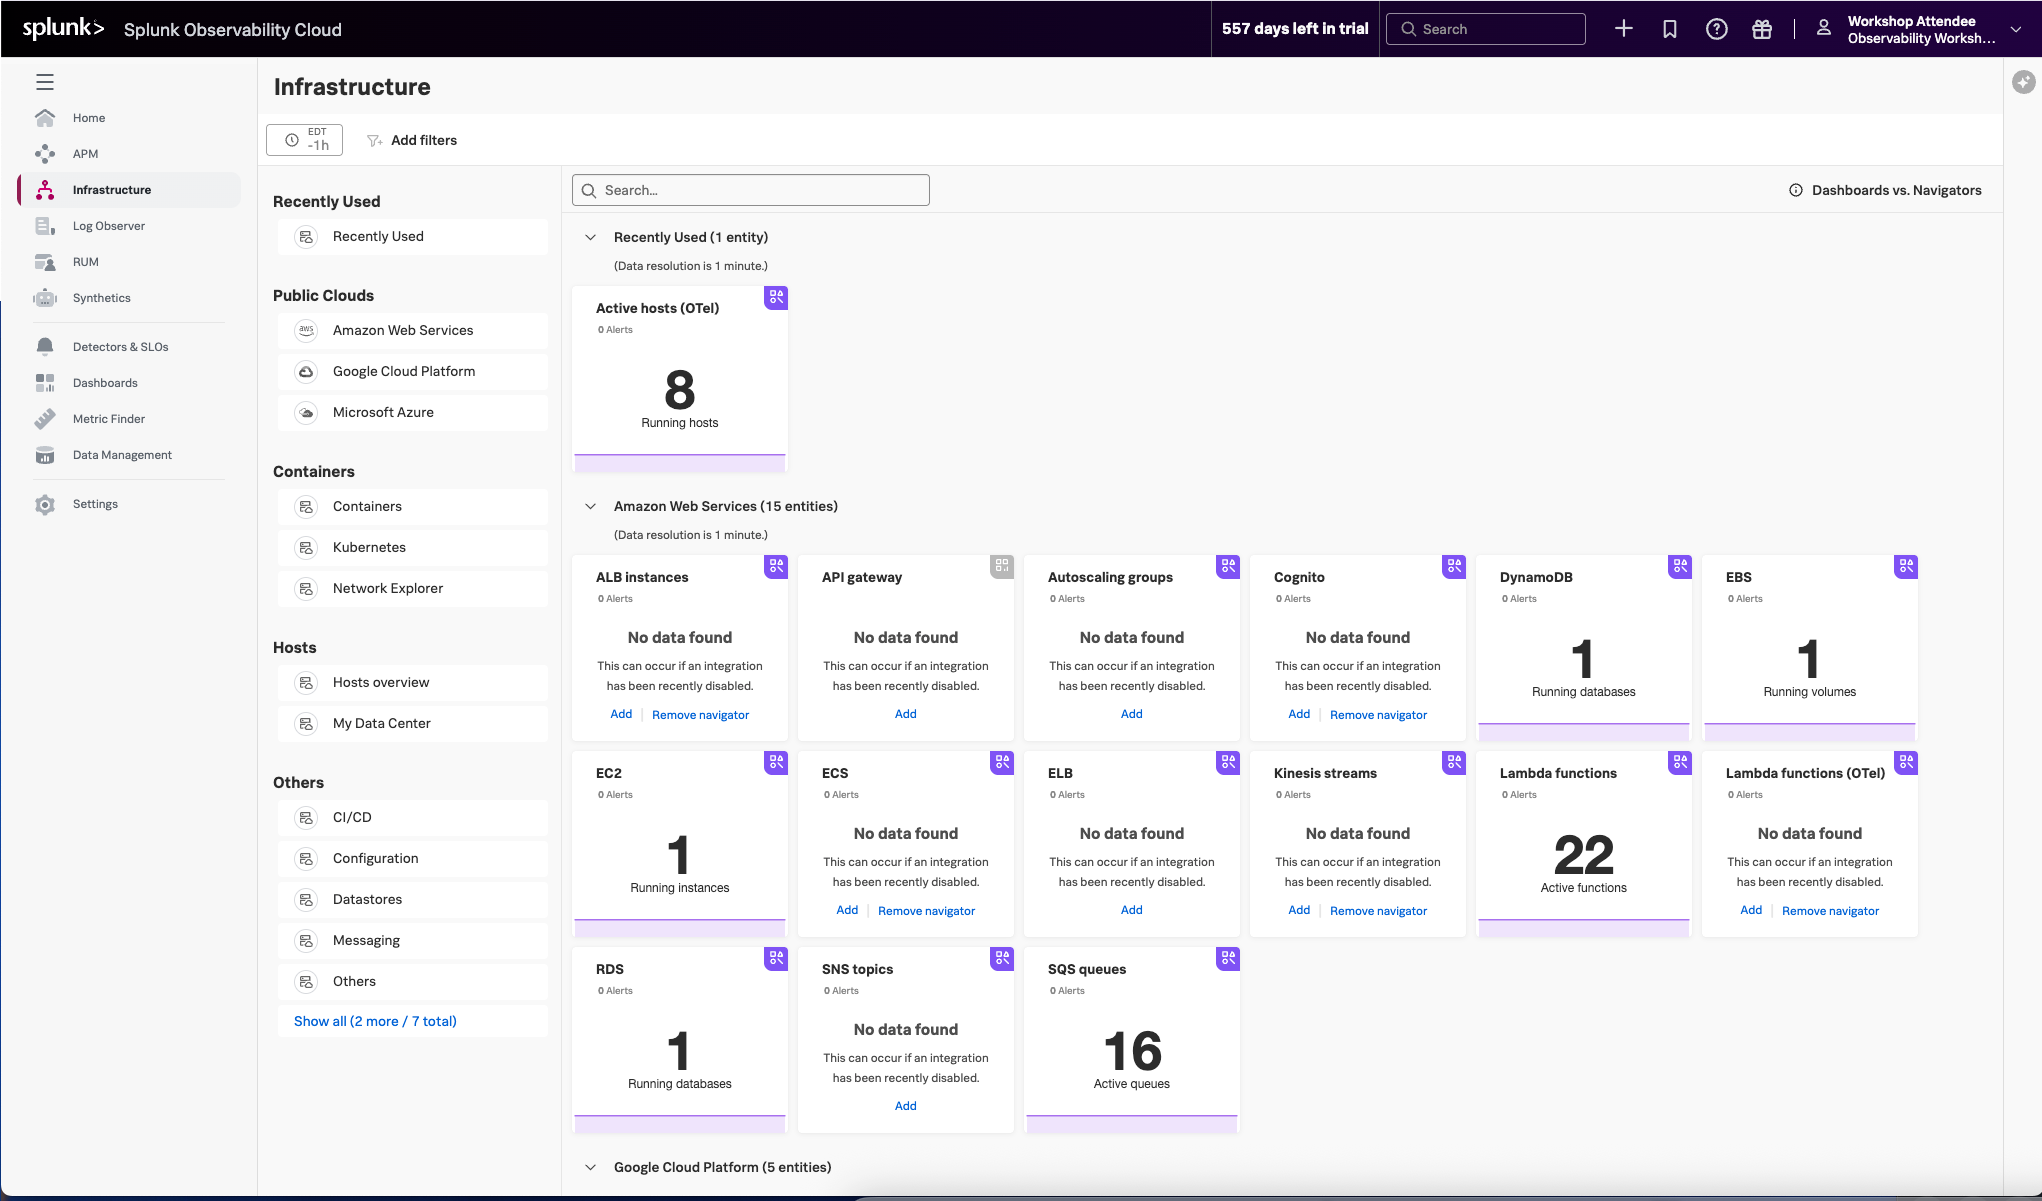 splunk>
Splunk Observability Cloud
557 days left in trial
Search
Workshop Attendee
Observability Worksh...
Home
APM
Infrastructure
Log Observer
RUM
Synthetics
Detectors & SLOs
Dashboards
Metric Finder
Data Management
Settings
Infrastructure
EDT
-1h
Add filters
Recently Used
Recently Used
Public Clouds
aws
Amazon Web Services
Google Cloud Platform
Microsoft Azure
Containers
Containers
Kubernetes
Network Explorer
Hosts
Hosts overview
My Data Center
Others
CI/CD
Configuration
Datastores
Messaging
Others
Show all (2 more / 7 total)
Search...
Dashboards vs. Navigators
Recently Used (1 entity)
(Data resolution is 1 minute.)
Active hosts (OTel)
0 Alerts
8
Running hosts
Amazon Web Services (15 entities)
(Data resolution is 1 minute.)
ALB instances
0 Alerts
No data found
This can occur if an integration
has been recently disabled.
Add
Remove navigator
API gateway
No data found
This can occur if an integration
has been recently disabled.
Add
Autoscaling groups
0 Alerts
No data found
This can occur if an integration
has been recently disabled.
Add
Cognito
0 Alerts
No data found
This can occur if an integration
has been recently disabled.
Add
Remove navigator
DynamoDB
0 Alerts
1
Running databases
EBS
0 Alerts
1
Running volumes
EC2
0 Alerts
1
Running instances
ECS
0 Alerts
No data found
This can occur if an integration
has been recently disabled.
Add
Remove navigator
ELB
0 Alerts
No data found
This can occur if an integration
has been recently disabled.
Add
Kinesis streams
0 Alerts
No data found
This can occur if an integration
has been recently disabled.
Add
Remove navigator
Lambda functions
0 Alerts
22
Active functions
Lambda functions (OTel)
0 Alerts
No data found
This can occur if an integration
has been recently disabled.
Add
Remove navigator
RDS
0 Alerts
1
Running databases
SNS topics
0 Alerts
No data found
This can occur if an integration
has been recently disabled.
Add
SQS queues
0 Alerts
16
Active queues
Google Cloud Platform (5 entities)